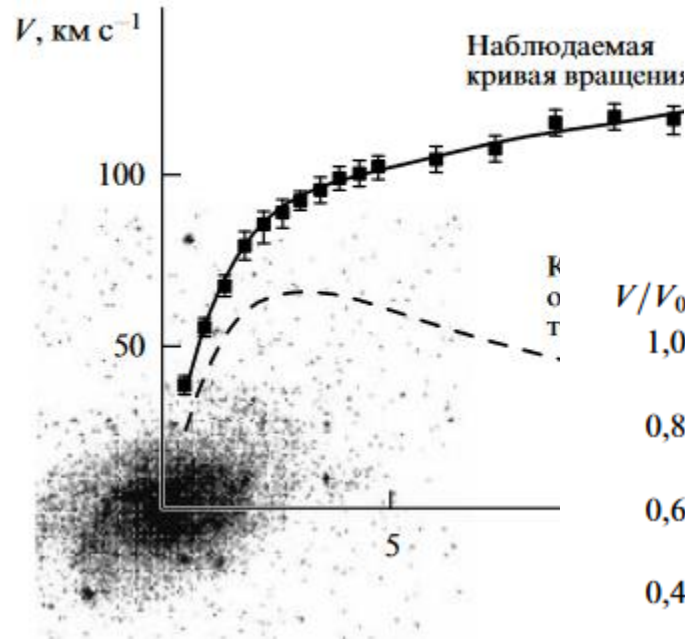 V, км с⁻¹
Наблюдаемая
кривая вращения
100
50
5
К
о
т
V/V₀
1,0
0,8
0,6
0,4